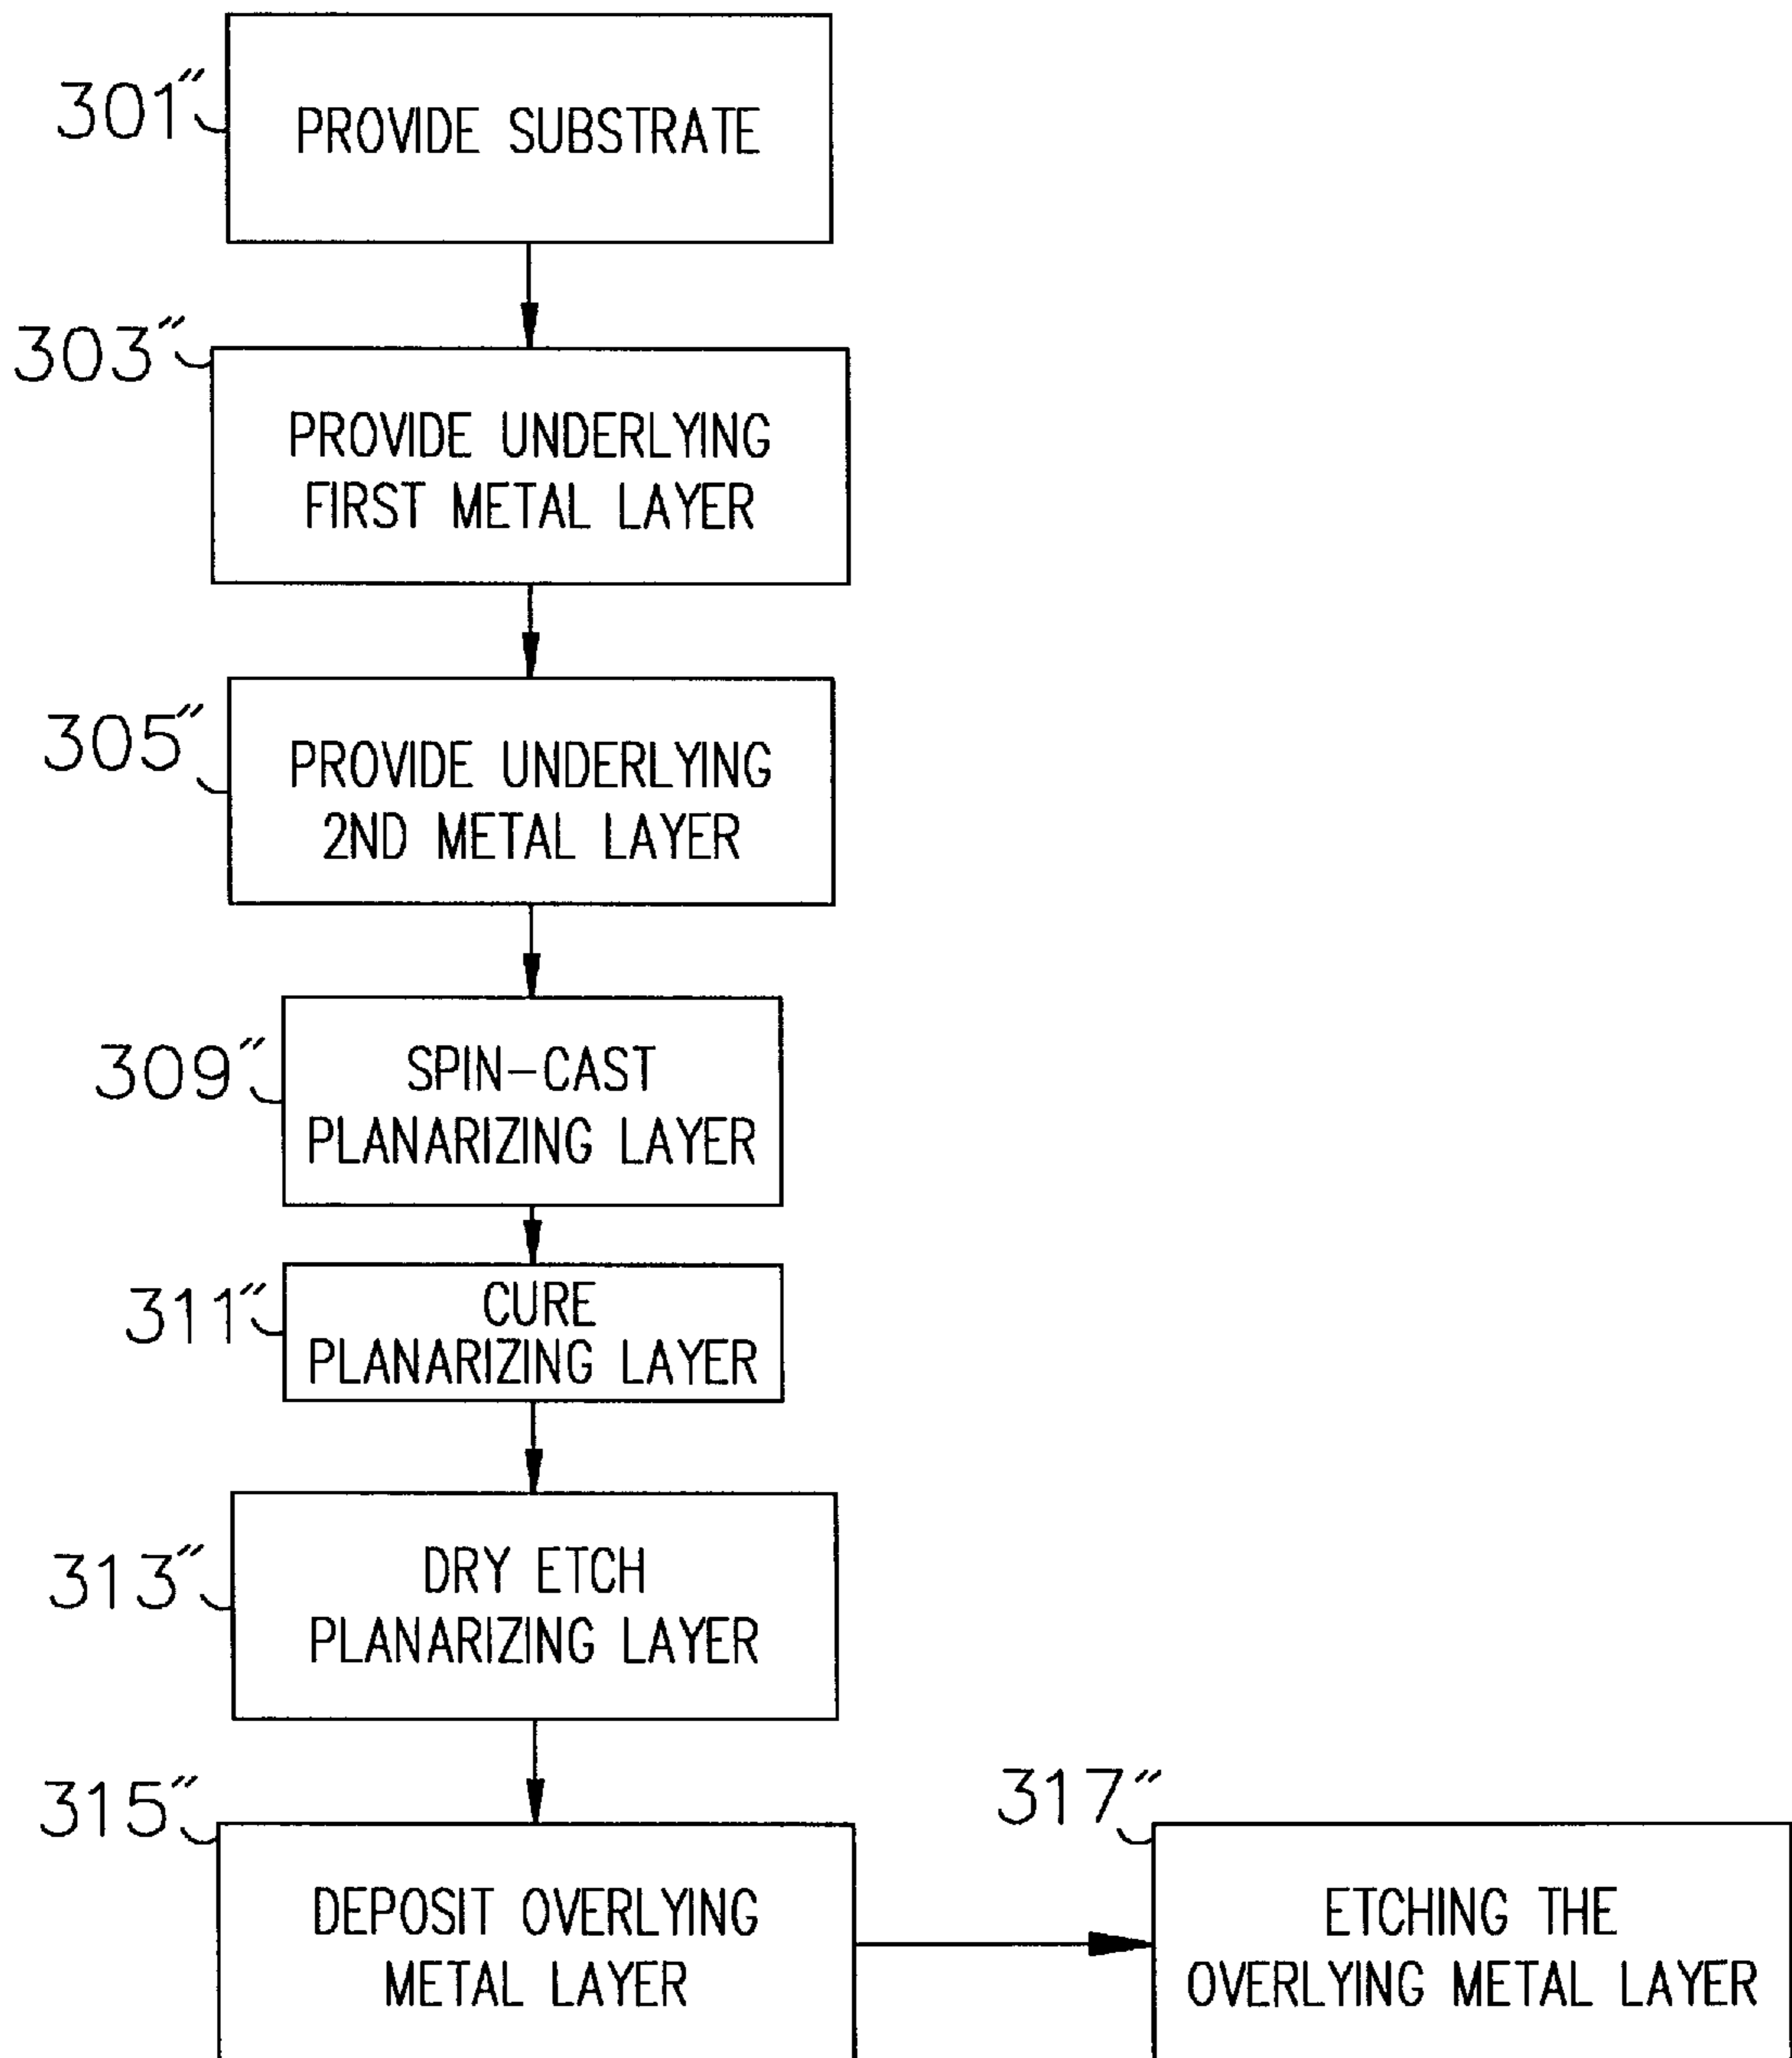 301″
PROVIDE SUBSTRATE
303″
PROVIDE UNDERLYING
FIRST METAL LAYER
305″
PROVIDE UNDERLYING
2ND METAL LAYER
309″
SPIN-CAST
PLANARIZING LAYER
311″
CURE
PLANARIZING LAYER
313″
DRY ETCH
PLANARIZING LAYER
315″
DEPOSIT OVERLYING
METAL LAYER
317″
ETCHING THE
OVERLYING METAL LAYER